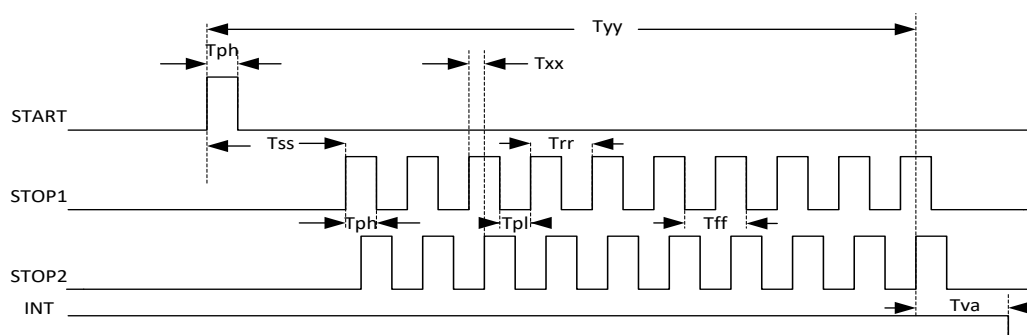 Tyy
Tph
Txx
START
Tss
Trr
STOP1
Tph
Tpl
Tff
STOP2
INT
Tva